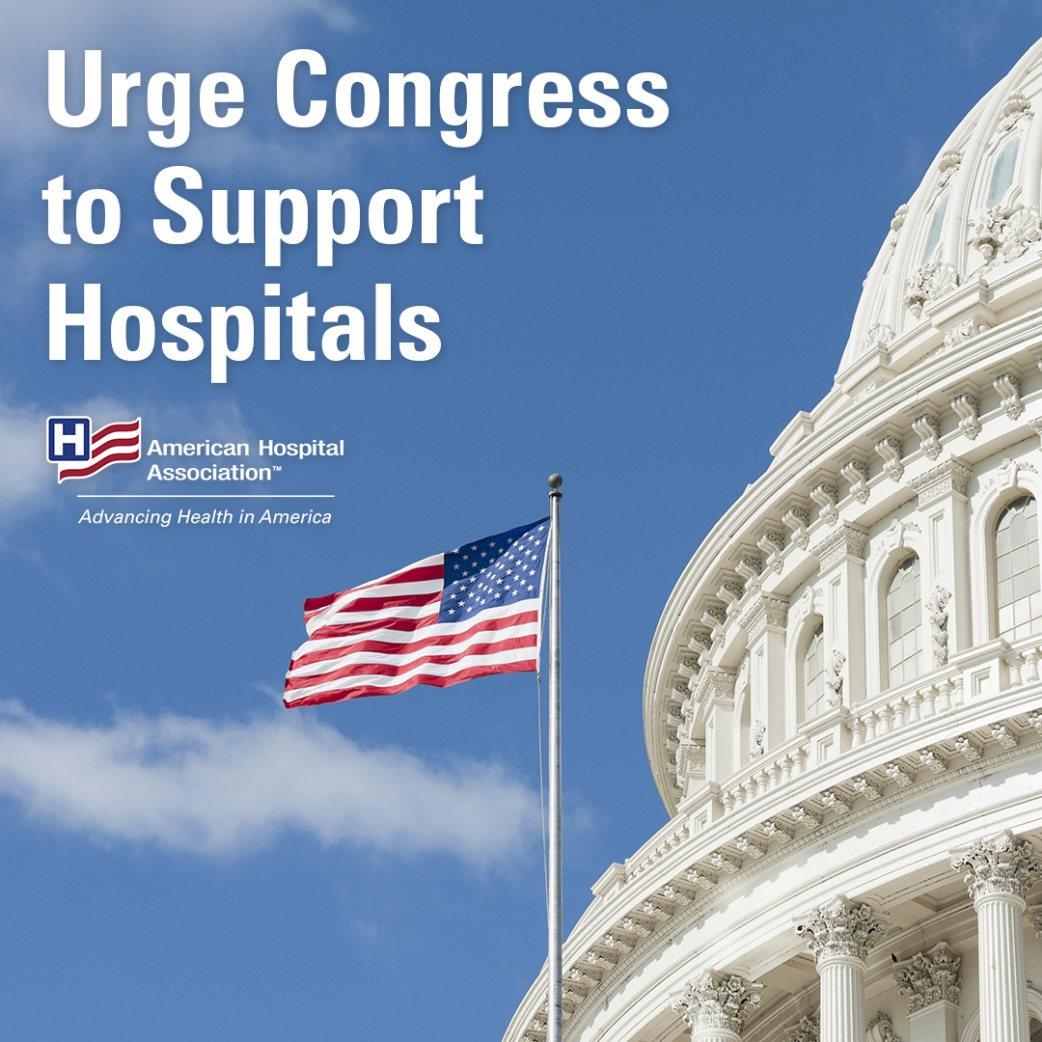 Urge Congress
to Support
Hospitals
H
American Hospital
Association™
Advancing Health in America